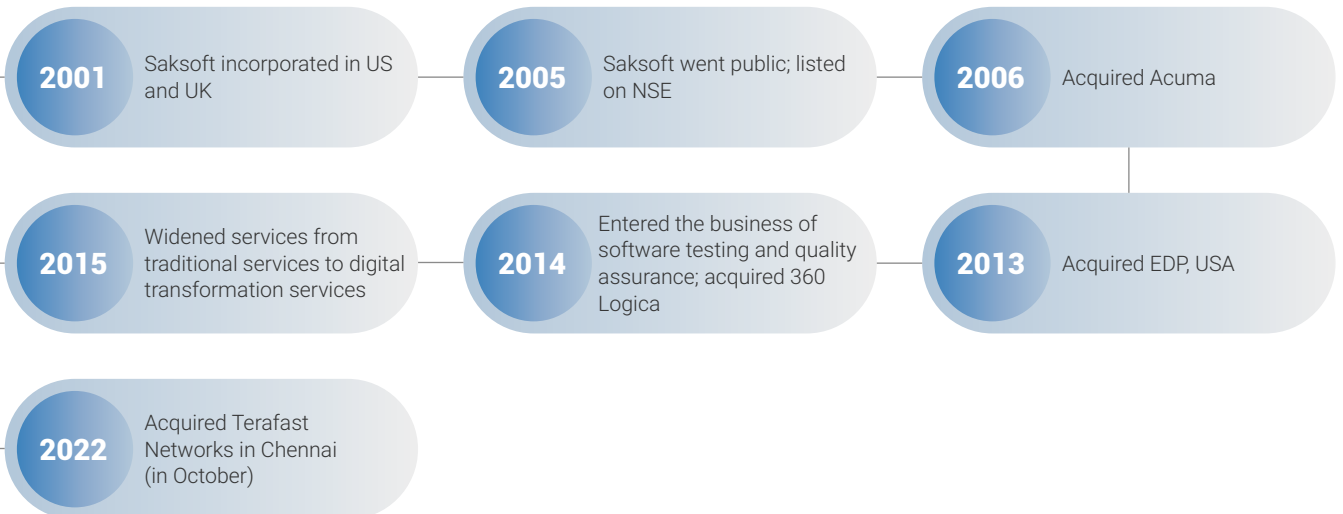 2001
Saksoft incorporated in US
and UK
2005
Saksoft went public; listed
on NSE
2006
Acquired Acuma
2015
Widened services from
traditional services to digital
transformation services
2014
Entered the business of
software testing and quality
assurance; acquired 360
Logica
2013
Acquired EDP, USA
2022
Acquired Terafast
Networks in Chennai
(in October)